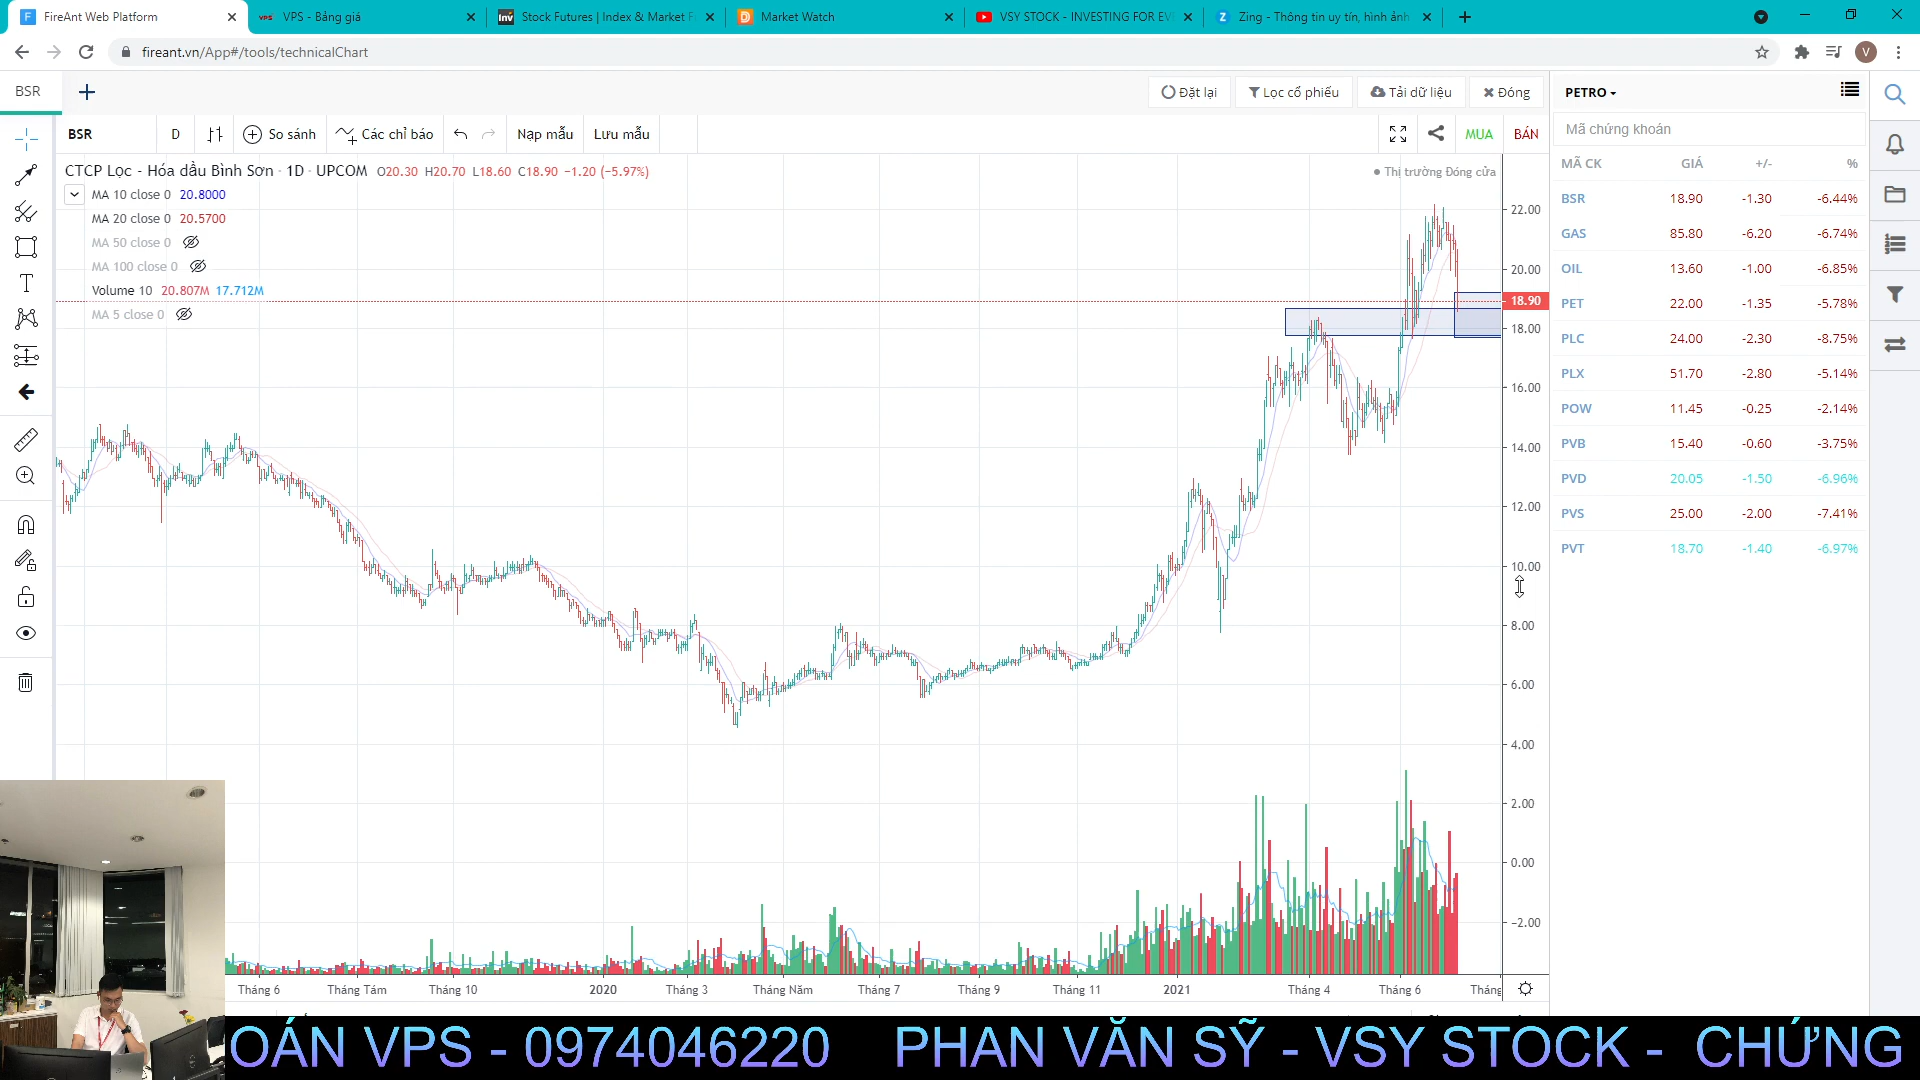 FireAnt Web Platform
VPS - Bảng giá
Stock Futures | Index & Market F
Market Watch
VSY STOCK - INVESTING FOR EV
Zing - Thông tin uy tín, hình ảnh
fireant.vn/App#/tools/technicalChart
V
BSR
Đặt lại
Lọc cổ phiếu
Tải dữ liệu
Đóng
PETRO
BSR
D
So sánh
Các chỉ báo
Nạp mẫu
Lưu mẫu
MUA
BÁN
Mã chứng khoán
CTCP Lọc - Hóa dầu Bình Sơn · 1D · UPCOM O20.30 H20.70 L18.60 C18.90 −1.20 (−5.97%)
Thị trường Đóng cửa
MA 10 close 0 20.8000
MA 20 close 0 20.5700
MA 50 close 0
MA 100 close 0
Volume 10 20.807M 17.712M
MA 5 close 0
22.00
20.00
18.90
18.00
16.00
14.00
12.00
10.00
8.00
6.00
4.00
2.00
0.00
−2.00
MÃ CK GIÁ +/- %
BSR 18.90 -1.30 -6.44%
GAS 85.80 -6.20 -6.74%
OIL 13.60 -1.00 -6.85%
PET 22.00 -1.35 -5.78%
PLC 24.00 -2.30 -8.75%
PLX 51.70 -2.80 -5.14%
POW 11.45 -0.25 -2.14%
PVB 15.40 -0.60 -3.75%
PVD 20.05 -1.50 -6.96%
PVS 25.00 -2.00 -7.41%
PVT 18.70 -1.40 -6.97%
Tháng 6 Tháng Tám Tháng 10 2020 Tháng 3 Tháng Năm Tháng 7 Tháng 9 Tháng 11 2021 Tháng 4 Tháng 6 Tháng
OÁN VPS - 0974046220 PHAN VĂN SỸ - VSY STOCK - CHỨNG